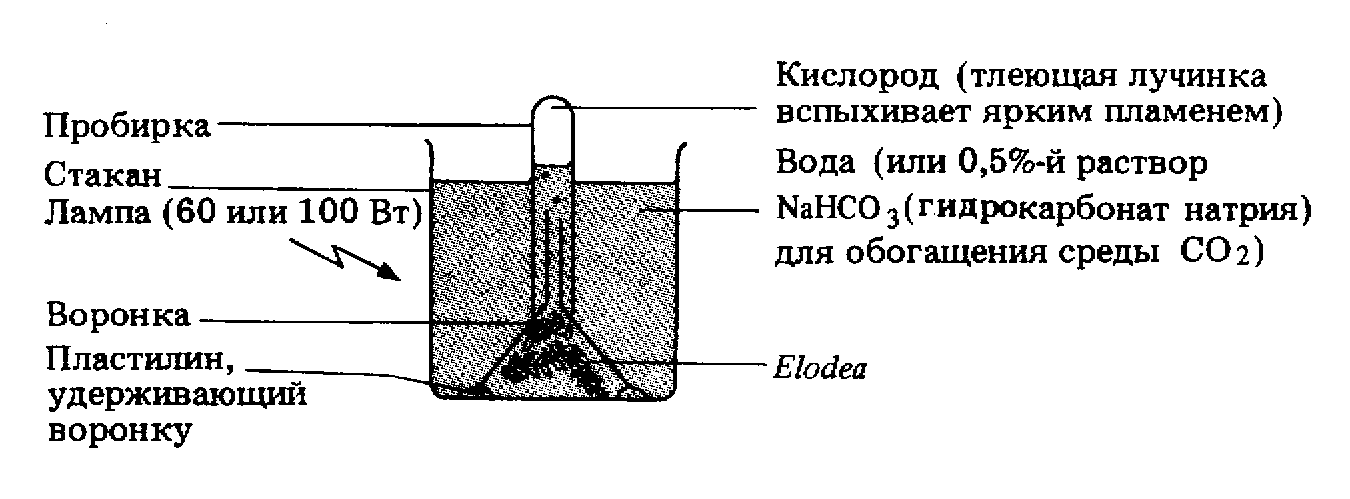 Пробирка
Стакан
Лампа (60 или 100 Вт)
Воронка
Пластилин,
удерживающий
воронку
Кислород (тлеющая лучинка
вспыхивает ярким пламенем)
Вода (или 0,5%-й раствор
NaHCO₃(гидрокарбонат натрия)
для обогащения среды CO₂)
Elodea